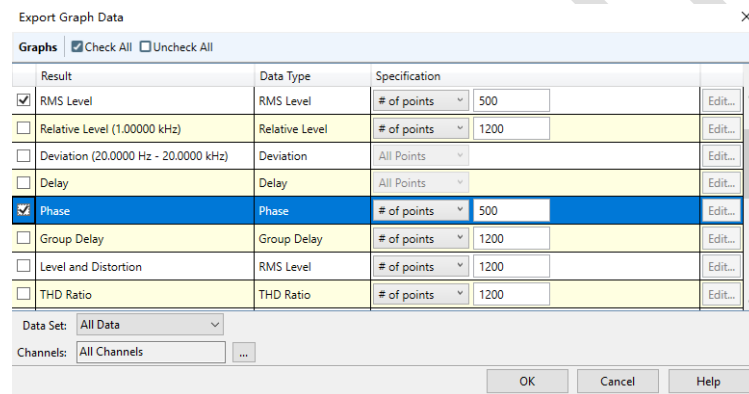 Export Graph Data
Graphs Check All Uncheck All
Result Data Type Specification
RMS Level RMS Level # of points 500 Edit...
Relative Level (1.00000 kHz) Relative Level # of points 1200 Edit...
Deviation (20.0000 Hz - 20.0000 kHz) Deviation All Points Edit...
Delay Delay All Points Edit...
Phase Phase # of points 500 Edit...
Group Delay Group Delay # of points 1200 Edit...
Level and Distortion RMS Level # of points 1200 Edit...
THD Ratio THD Ratio # of points 1200 Edit...
Data Set: All Data
Channels: All Channels ...
OK Cancel Help